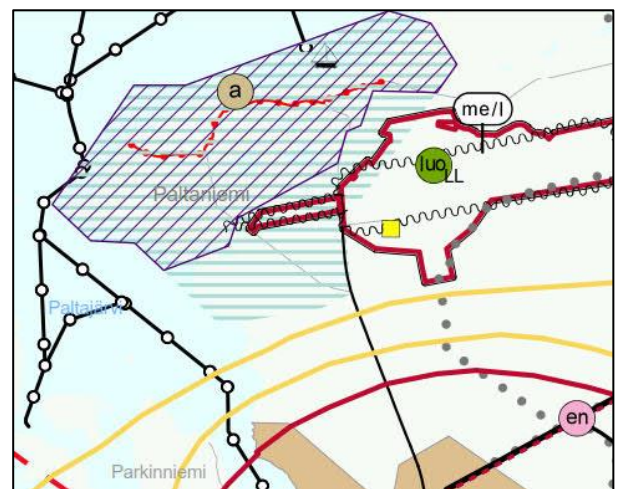 a
me/l
luo
LL
Paltaniemi
Paltajärvi
en
Parkinniemi